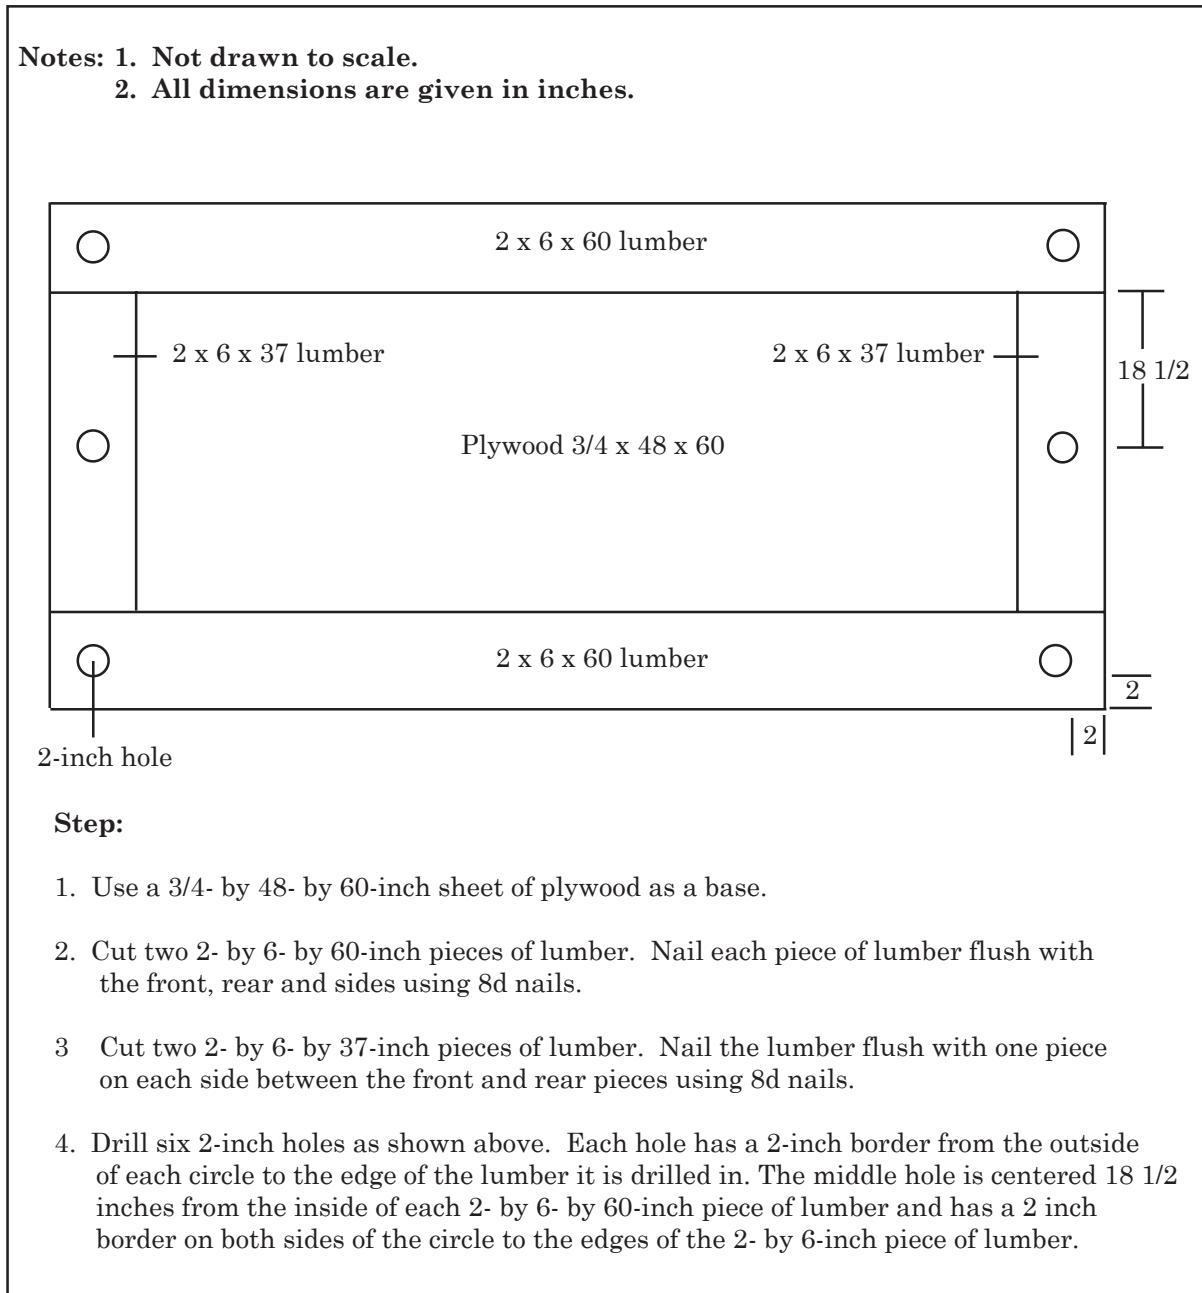 Notes: 1. Not drawn to scale.
2. All dimensions are given in inches.
2 x 6 x 60 lumber
2 x 6 x 37 lumber
2 x 6 x 37 lumber
18 1/2
Plywood 3/4 x 48 x 60
2 x 6 x 60 lumber
2
2
2-inch hole
Step:
1. Use a 3/4- by 48- by 60-inch sheet of plywood as a base.
2. Cut two 2- by 6- by 60-inch pieces of lumber. Nail each piece of lumber flush with
the front, rear and sides using 8d nails.
3 Cut two 2- by 6- by 37-inch pieces of lumber. Nail the lumber flush with one piece
on each side between the front and rear pieces using 8d nails.
4. Drill six 2-inch holes as shown above. Each hole has a 2-inch border from the outside
of each circle to the edge of the lumber it is drilled in. The middle hole is centered 18 1/2
inches from the inside of each 2- by 6- by 60-inch piece of lumber and has a 2 inch
border on both sides of the circle to the edges of the 2- by 6-inch piece of lumber.